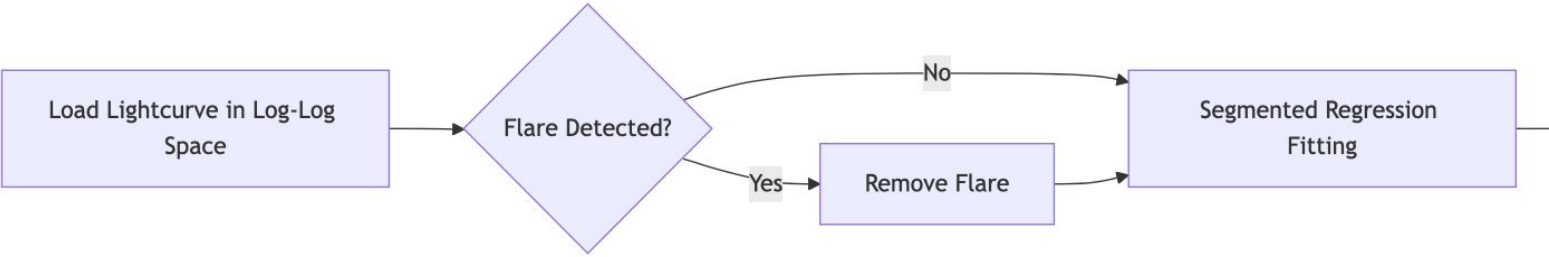 Load Lightcurve in Log-Log
Space
Flare Detected?
No
Yes
Remove Flare
Segmented Regression
Fitting